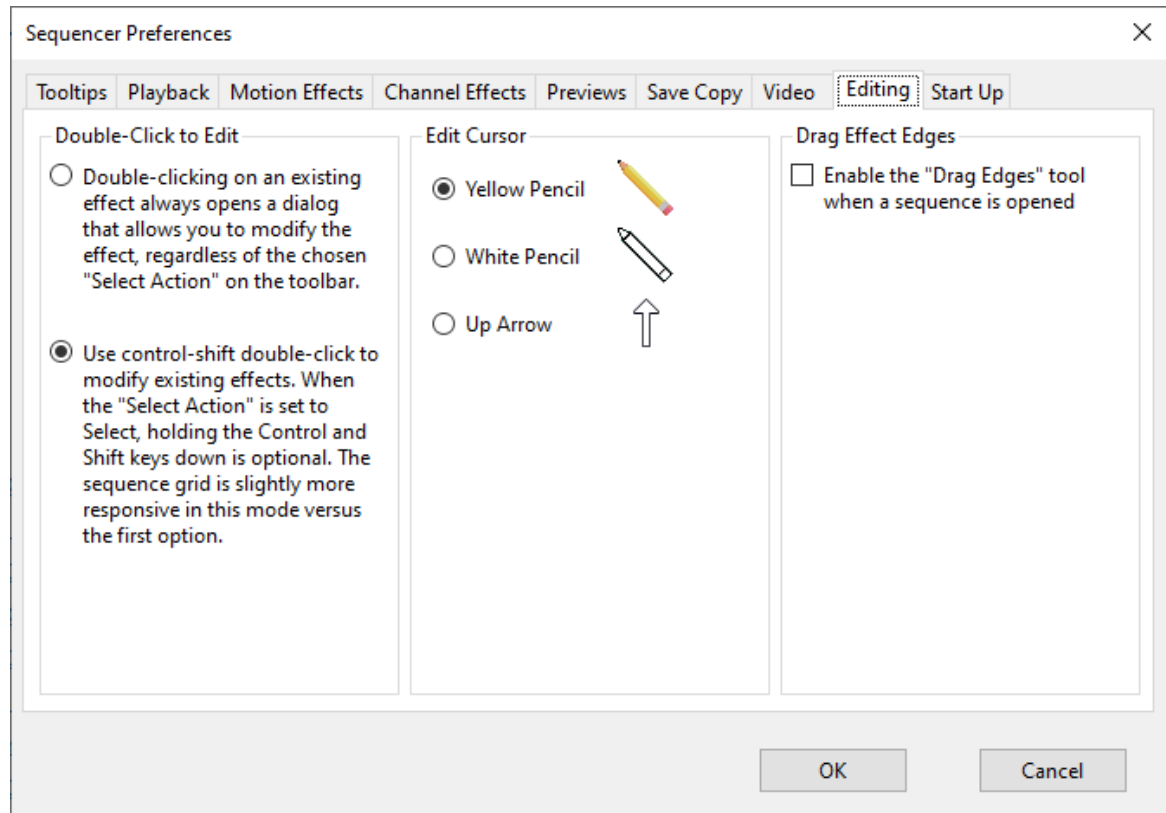 Sequencer Preferences
Tooltips Playback Motion Effects Channel Effects Previews Save Copy Video Editing Start Up
Double-Click to Edit
Double-clicking on an existing
effect always opens a dialog
that allows you to modify the
effect, regardless of the chosen
"Select Action" on the toolbar.
Use control-shift double-click to
modify existing effects. When
the "Select Action" is set to
Select, holding the Control and
Shift keys down is optional. The
sequence grid is slightly more
responsive in this mode versus
the first option.
Edit Cursor
Yellow Pencil
White Pencil
Up Arrow
Drag Effect Edges
Enable the "Drag Edges" tool
when a sequence is opened
OK
Cancel